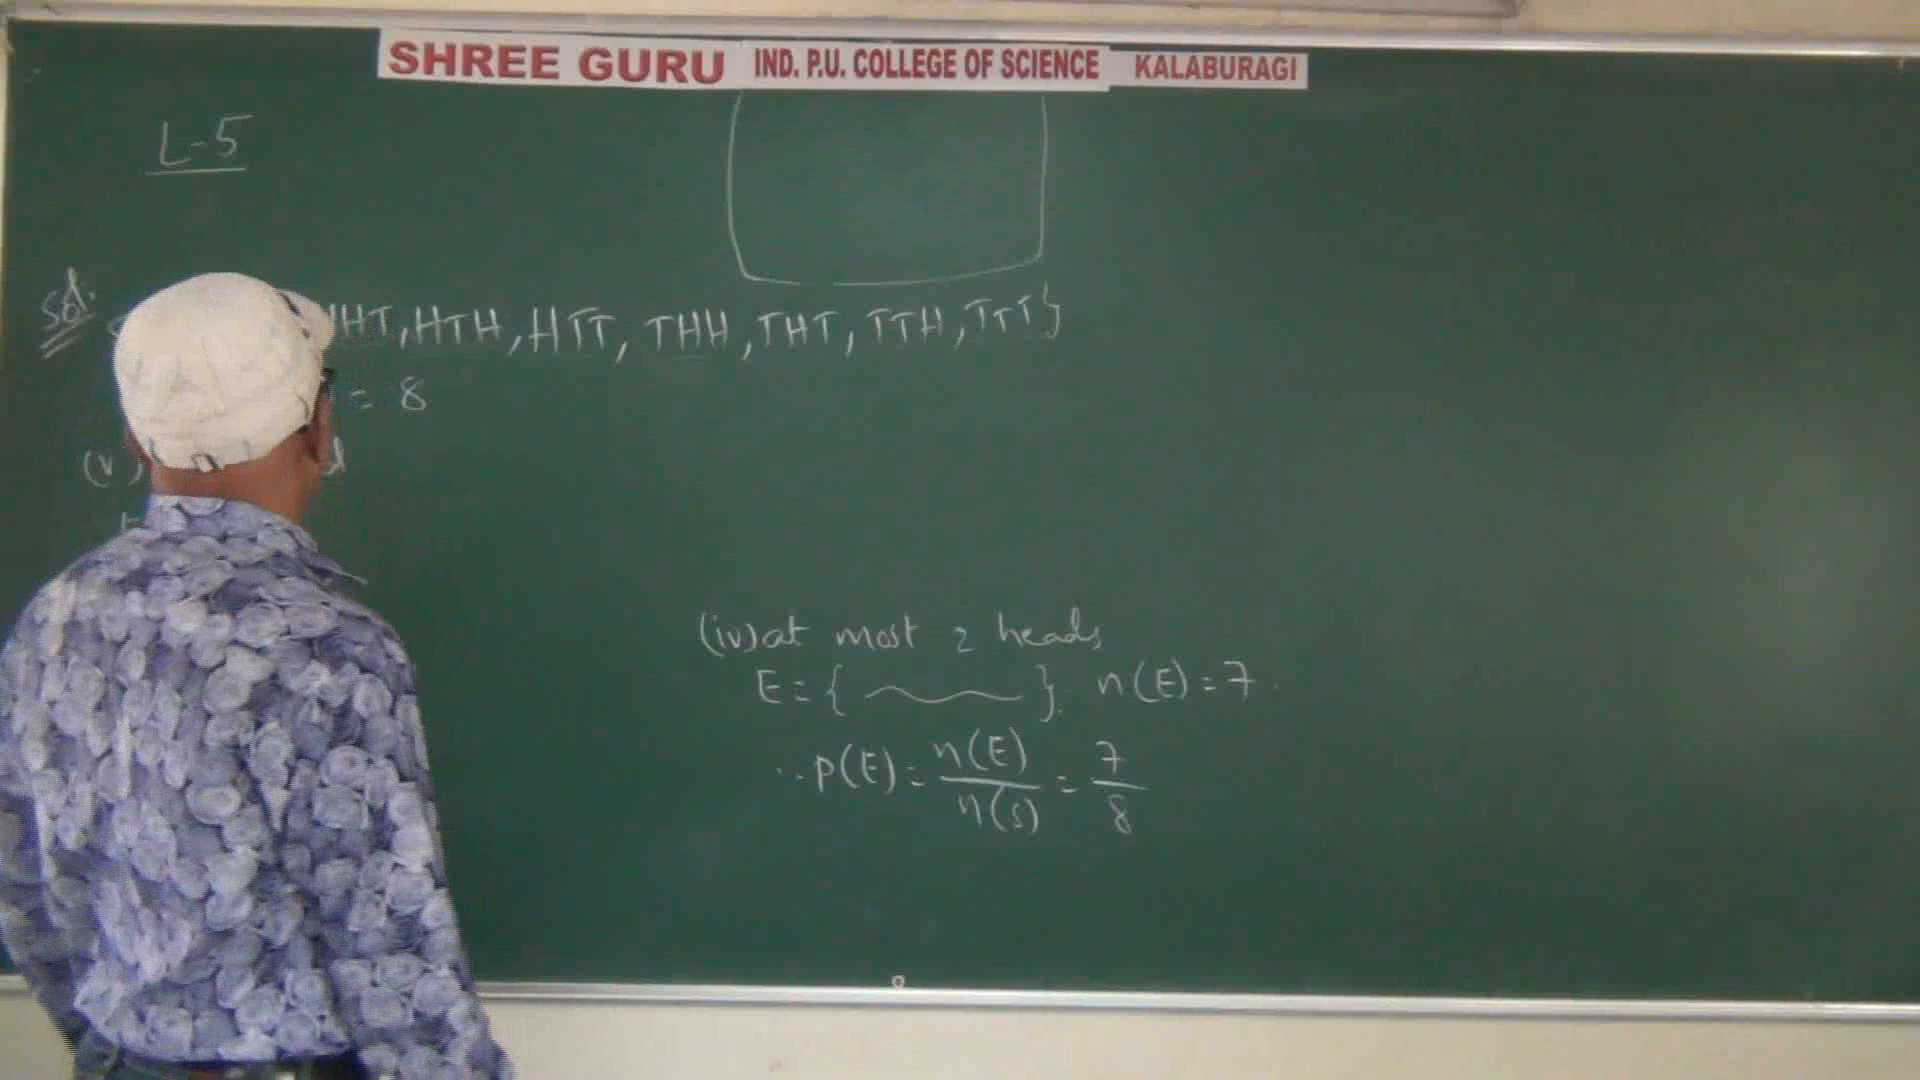 SHREE GURU IND. P.U. COLLEGE OF SCIENCE KALABURAGI
L-5
Sol.
HHT, HTH, HTT, THH, THT, TTH, TTT}
= 8
(v)
(iv) at most 2 heads
E = { } n(E) = 7
∴ P(E) = n(E)/n(S) = 7/8